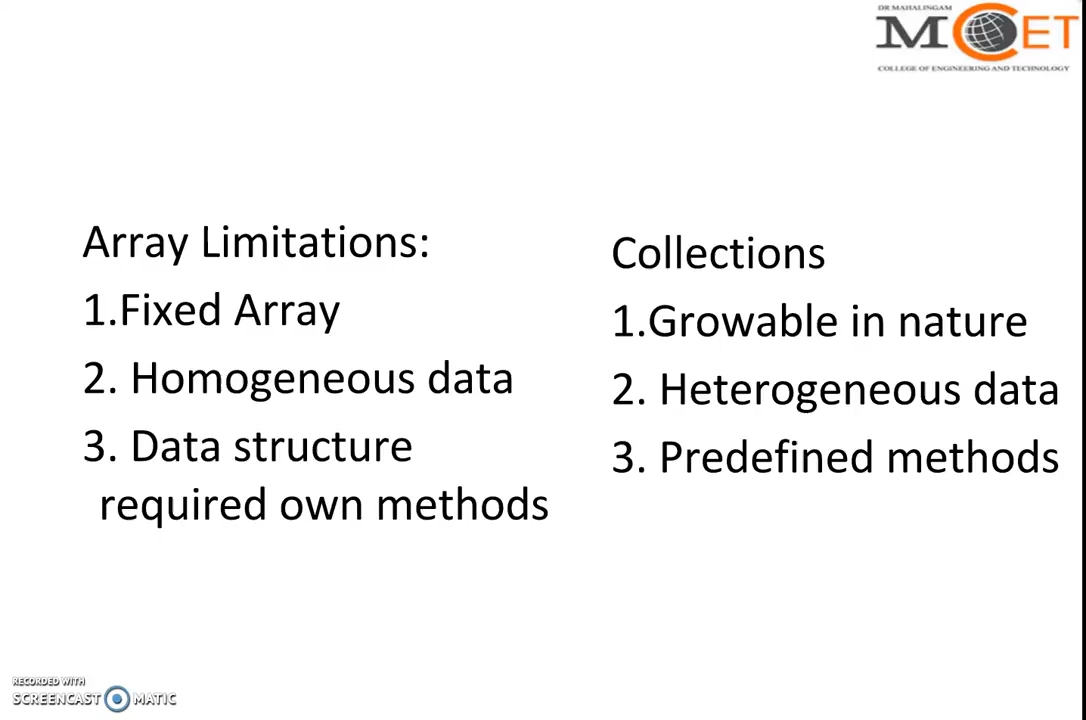 DR MAHALINGAM
MCET
COLLEGE OF ENGINEERING AND TECHNOLOGY
Array Limitations:
1.Fixed Array
2. Homogeneous data
3. Data structure
required own methods
Collections
1.Growable in nature
2. Heterogeneous data
3. Predefined methods
RECORDED WITH
SCREENCAST MATIC